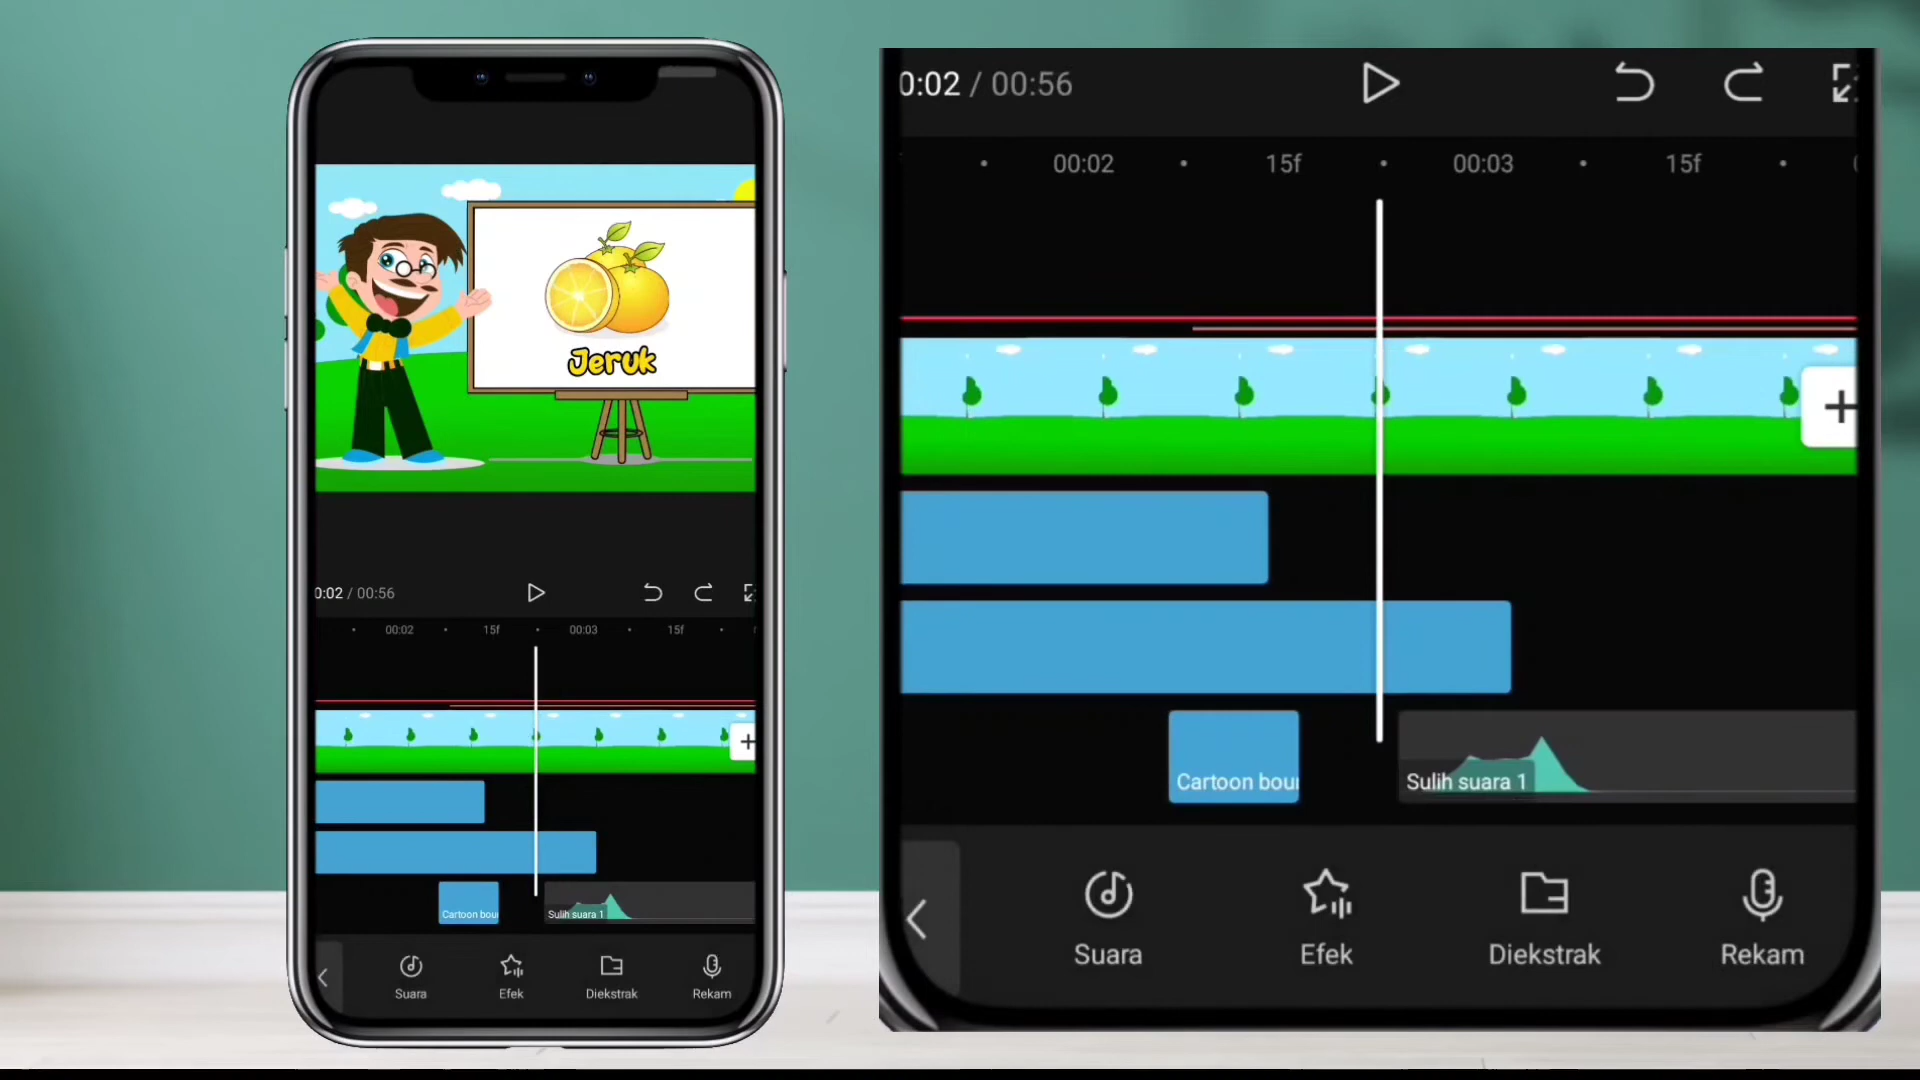 Jeruk
0:02 / 00:56
00:02 15f 00:03 15f
Cartoon bou
Sulih suara 1
Suara Efek Diekstrak Rekam
0:02 / 00:56
00:02 15f 00:03 15f
Cartoon bou
Sulih suara 1
Suara Efek Diekstrak Rekam